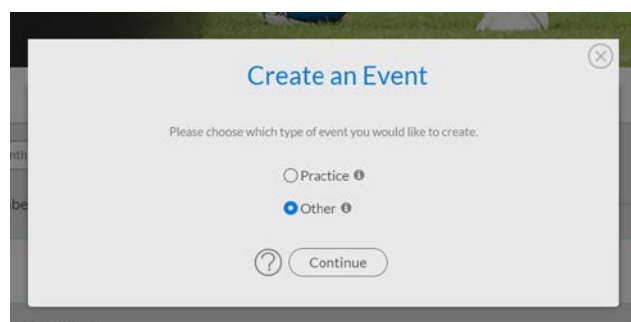 Create an Event
Please choose which type of event you would like to create.
Practice
Other
Continue